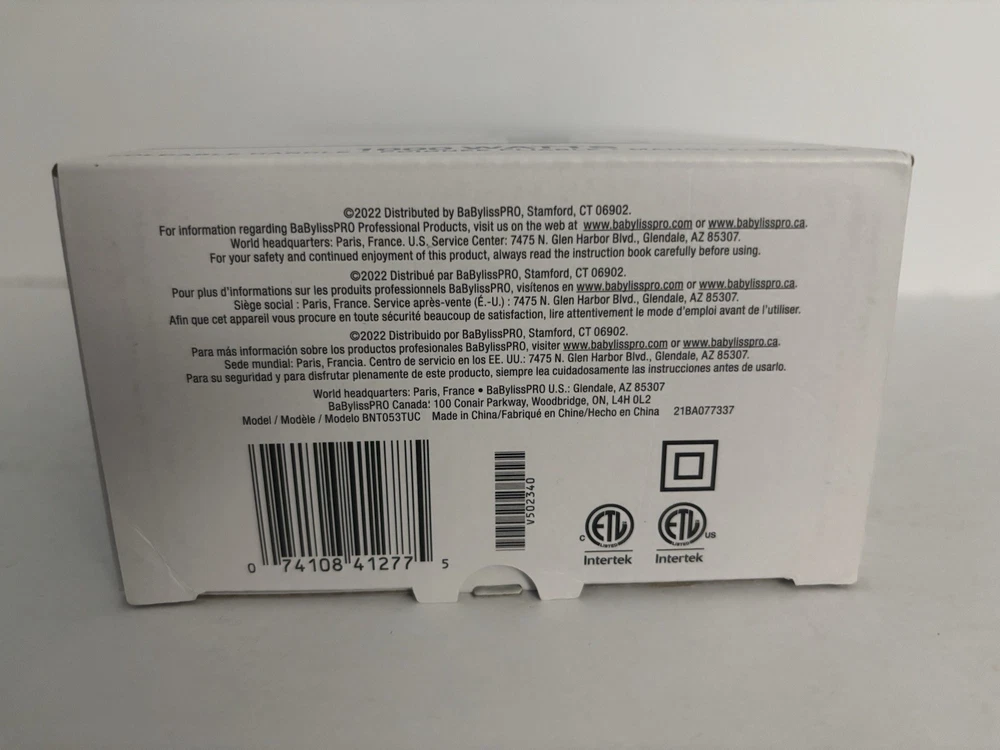 1000 WATTS
©2022 Distributed by BaBylissPRO, Stamford, CT 06902.
For information regarding BaBylissPRO Professional Products, visit us on the web at www.babylisspro.com or www.babylisspro.ca.
World headquarters: Paris, France. U.S. Service Center: 7475 N. Glen Harbor Blvd., Glendale, AZ 85307.
For your safety and continued enjoyment of this product, always read the instruction book carefully before using.
©2022 Distribué par BaBylissPRO, Stamford, CT 06902.
Pour plus d'informations sur les produits professionnels BaBylissPRO, visítenos en www.babylisspro.com or www.babylisspro.ca.
Siège social : Paris, France. Service après-vente (É.-U.) : 7475 N. Glen Harbor Blvd., Glendale, AZ 85307.
Afin que cet appareil vous procure en toute sécurité beaucoup de satisfaction, lire attentivement le mode d'emploi avant de l'utiliser.
©2022 Distribuido por BaBylissPRO, Stamford, CT 06902.
Para más información sobre los productos profesionales BaBylissPRO, visiter www.babylisspro.com or www.babylisspro.ca.
Sede mundial: Paris, Francia. Centro de servicio en los EE. UU.: 7475 N. Glen Harbor Blvd., Glendale, AZ 85307.
Para su seguridad y para disfrutar plenamente de este producto, siempre lea cuidadosamente las instrucciones antes de usarlo.
World headquarters: Paris, France • BaBylissPRO U.S.: Glendale, AZ 85307
BaBylissPRO Canada: 100 Conair Parkway, Woodbridge, ON, L4H 0L2
Model / Modèle / Modelo BNT053TUC Made in China/Fabriqué en Chine/Hecho en China 21BA077337
V502340
C ETL LISTED Intertek
ETL LISTED US Intertek
0 74108 41277 5